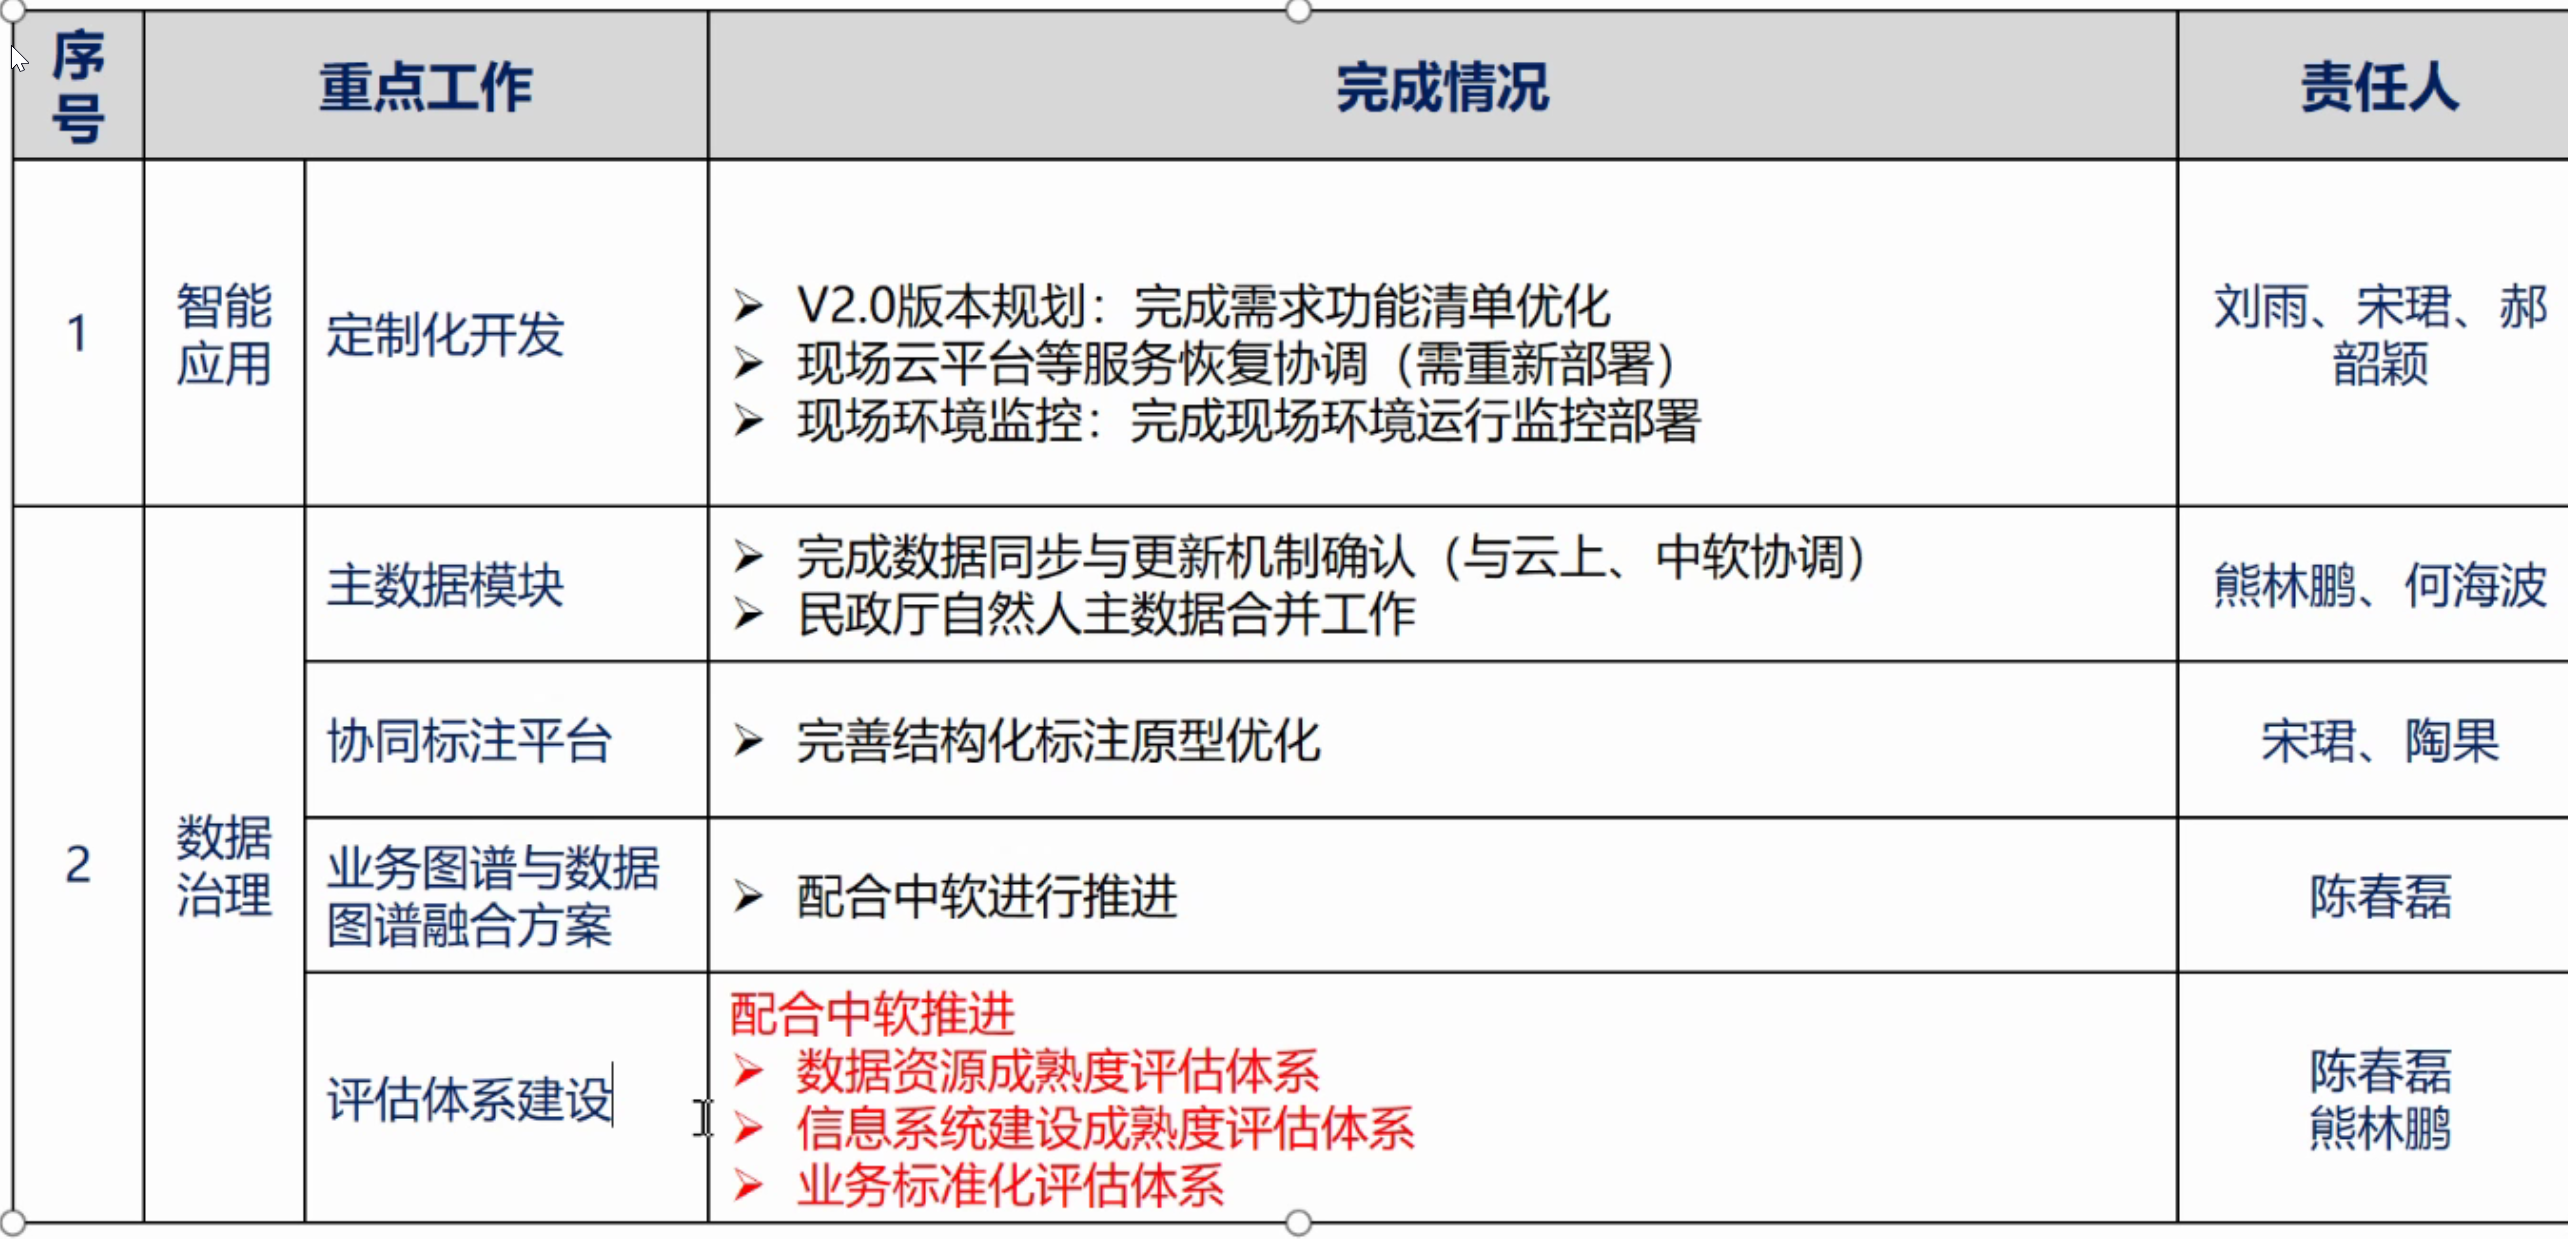 序
号
重点工作
完成情况
责任人
1
智能
应用
定制化开发
V2.0版本规划：完成需求功能清单优化
现场云平台等服务恢复协调（需重新部署）
现场环境监控：完成现场环境运行监控部署
刘雨、宋珺、郝
韶颖
2
数据
治理
主数据模块
完成数据同步与更新机制确认（与云上、中软协调）
民政厅自然人主数据合并工作
熊林鹏、何海波
协同标注平台
完善结构化标注原型优化
宋珺、陶果
业务图谱与数据
图谱融合方案
配合中软进行推进
陈春磊
评估体系建设
配合中软推进
数据资源成熟度评估体系
信息系统建设成熟度评估体系
业务标准化评估体系
陈春磊
熊林鹏